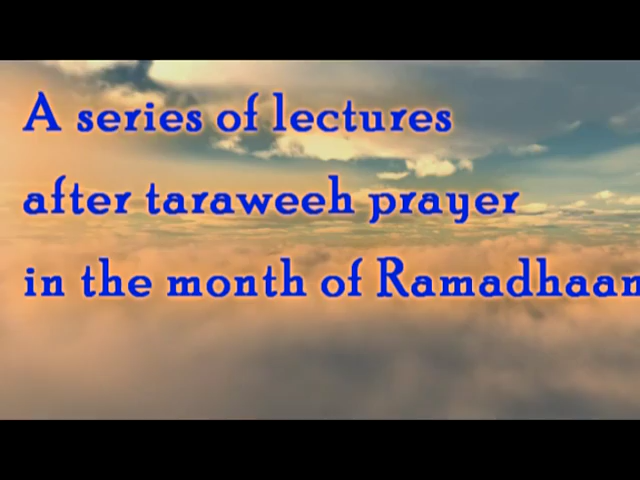 A series of lectures
after taraweeh prayer
in the month of Ramadhaan